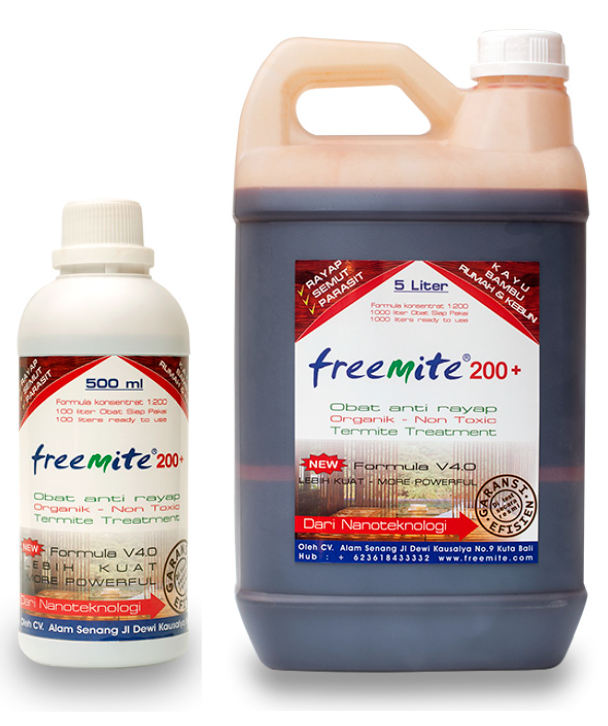 RAYAP
SEMUT
PARASIT
500 ml
Formula konsentrat 1:200
100 liter Obat Siap Pakai
100 liters ready to use
freemite® 200+
Obat anti rayap
Organik - Non Toxic
Termite Treatment
NEW Formula V4.0
LEBIH KUAT
MORE POWERFUL
Dari Nanoteknologi
GARANSI
EFISIEN
Oleh CV. Alam Senang Jl Dewi Kausalya
RAYAP
SEMUT
PARASIT
KAYU
BAMBU
RUMAH & KEBUN
5 Liter
Formula konsentrat 1:200
1000 liter Obat Siap Pakai
1000 liters ready to use
freemite® 200+
Obat anti rayap
Organik - Non Toxic
Termite Treatment
NEW Formula V4.0
LEBIH KUAT - MORE POWERFUL
Dari Nanoteknologi
GARANSI
EFISIEN
Oleh CV. Alam Senang Jl Dewi Kausalya No.9 Kuta Bali
Hub : + 623618433332 www.freemite.com